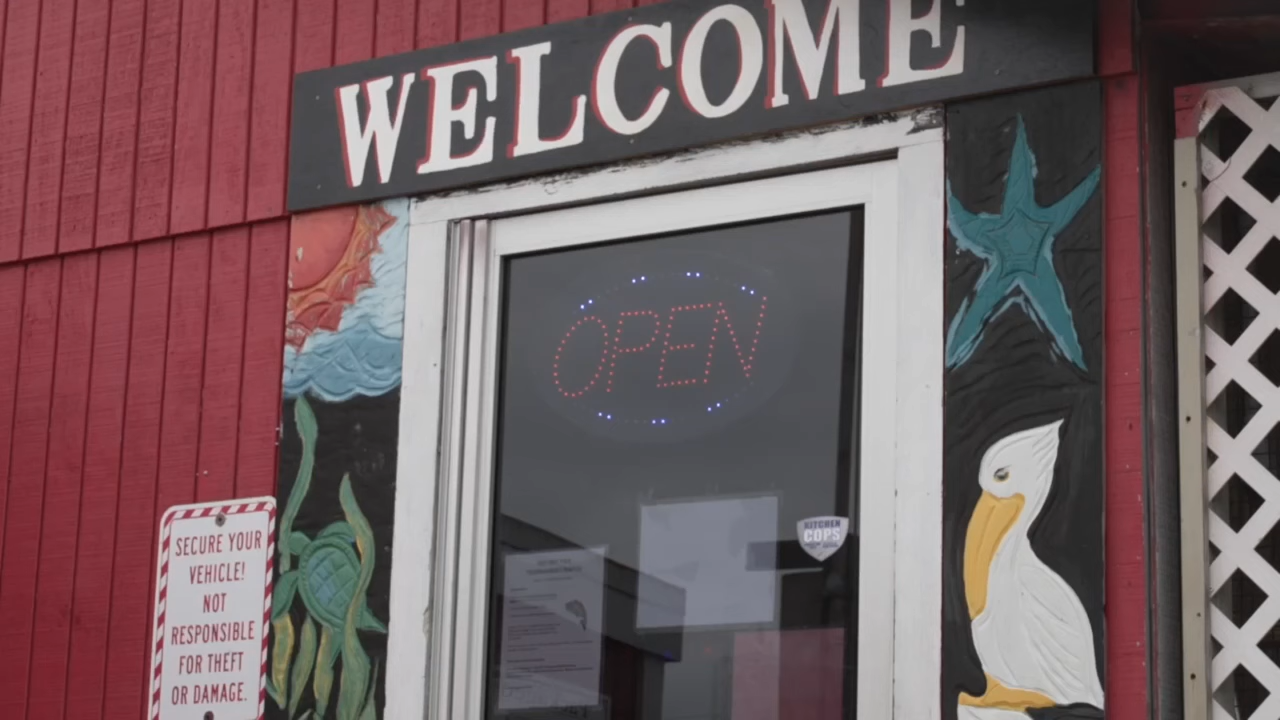 WELCOME
OPEN
KITCHEN
COPS
SECURE YOUR
VEHICLE!
NOT
RESPONSIBLE
FOR THEFT
OR DAMAGE.